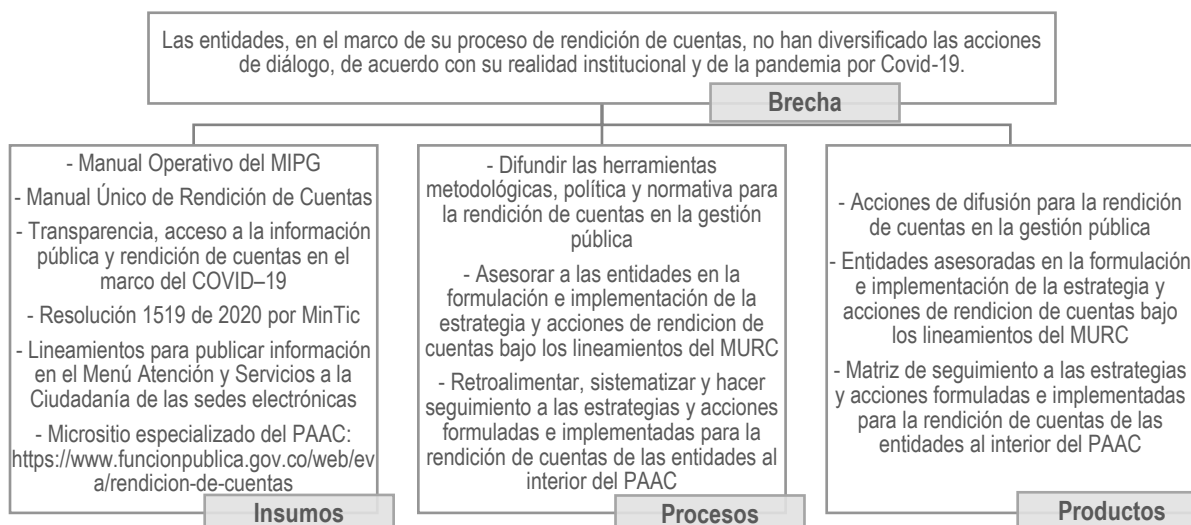 Las entidades, en el marco de su proceso de rendición de cuentas, no han diversificado las acciones
de diálogo, de acuerdo con su realidad institucional y de la pandemia por Covid-19.
Brecha
- Manual Operativo del MIPG
- Manual Único de Rendición de Cuentas
- Transparencia, acceso a la información
pública y rendición de cuentas en el
marco del COVID–19
- Resolución 1519 de 2020 por MinTic
- Lineamientos para publicar información
en el Menú Atención y Servicios a la
Ciudadanía de las sedes electrónicas
- Micrositio especializado del PAAC:
https://www.funcionpublica.gov.co/web/ev
a/rendicion-de-cuentas
Insumos
- Difundir las herramientas
metodológicas, política y normativa para
la rendición de cuentas en la gestión
pública
- Asesorar a las entidades en la
formulación e implementación de la
estrategia y acciones de rendicion de
cuentas bajo los lineamientos del MURC
- Retroalimentar, sistematizar y hacer
seguimiento a las estrategias y acciones
formuladas e implementadas para la
rendición de cuentas de las entidades al
interior del PAAC
Procesos
- Acciones de difusión para la rendición
de cuentas en la gestión pública
- Entidades asesoradas en la formulación
e implementación de la estrategia y
acciones de rendicion de cuentas bajo
los lineamientos del MURC
- Matriz de seguimiento a las estrategias
y acciones formuladas e implementadas
para la rendición de cuentas de las
entidades al interior del PAAC
Productos